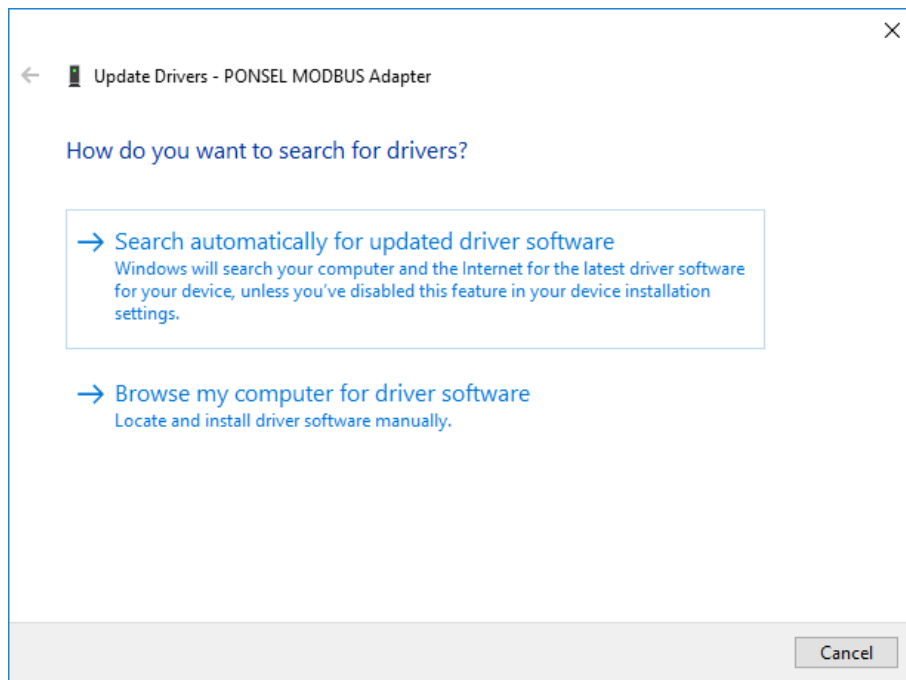 Update Drivers - PONSEL MODBUS Adapter
How do you want to search for drivers?
Search automatically for updated driver software
Windows will search your computer and the Internet for the latest driver software
for your device, unless you've disabled this feature in your device installation
settings.
Browse my computer for driver software
Locate and install driver software manually.
Cancel